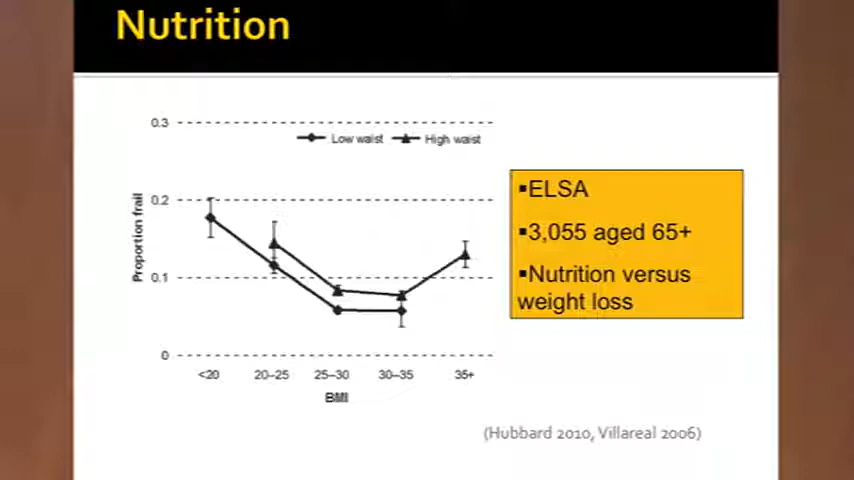 Nutrition
0.3
Low waist High waist
0.2
0.1
0
Proportion frail
<20 20–25 25–30 30–35 35+
BMI
▪ELSA
▪3,055 aged 65+
▪Nutrition versus
weight loss
(Hubbard 2010, Villareal 2006)